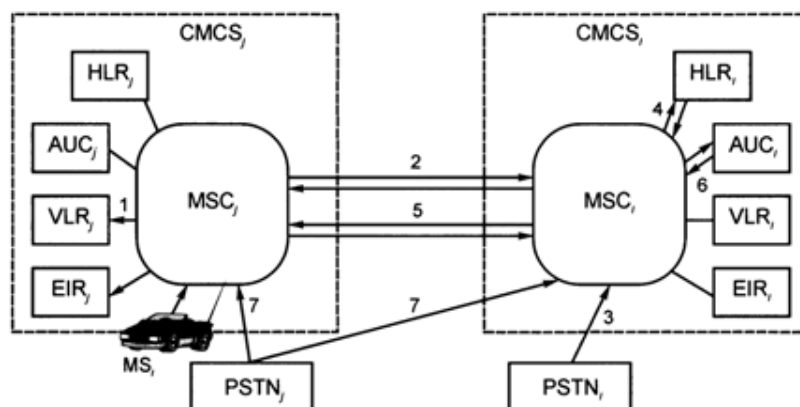 CMCSⱼ
CMCSᵢ
HLRⱼ
HLRᵢ
4
AUCⱼ
AUCᵢ
2
6
1
MSCⱼ
MSCᵢ
VLRⱼ
VLRᵢ
5
EIRⱼ
EIRᵢ
7
7
3
MSᵢ
PSTNⱼ
PSTNᵢ